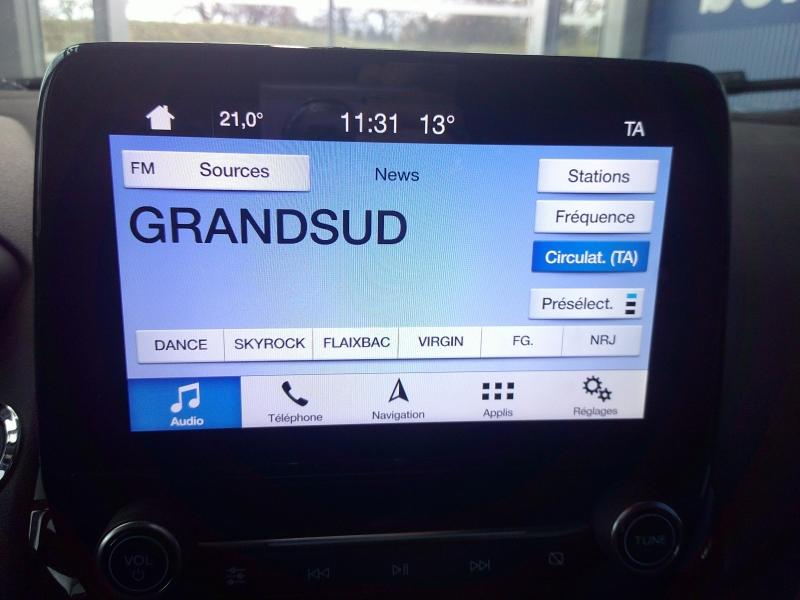 21,0° 11:31 13° TA
FM Sources News Stations
GRANDSUD Fréquence
Circulat. (TA)
Présélect.
DANCE SKYROCK FLAIXBAC VIRGIN FG. NRJ
Audio Téléphone Navigation Applis Réglages
VOL TUNE